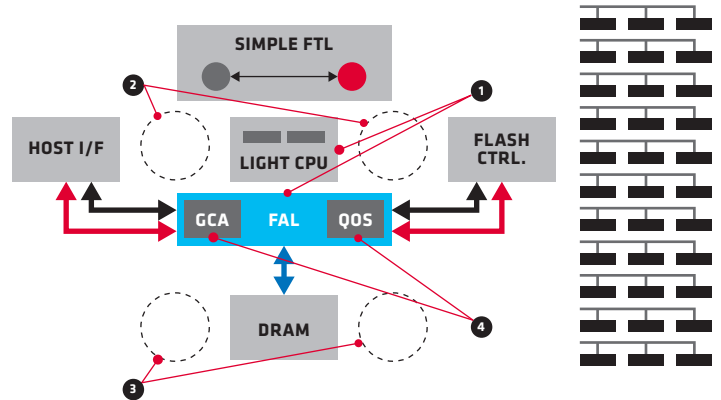 SIMPLE FTL
2
1
HOST I/F
LIGHT CPU
FLASH
CTRL.
GCA
FAL
QOS
DRAM
4
3